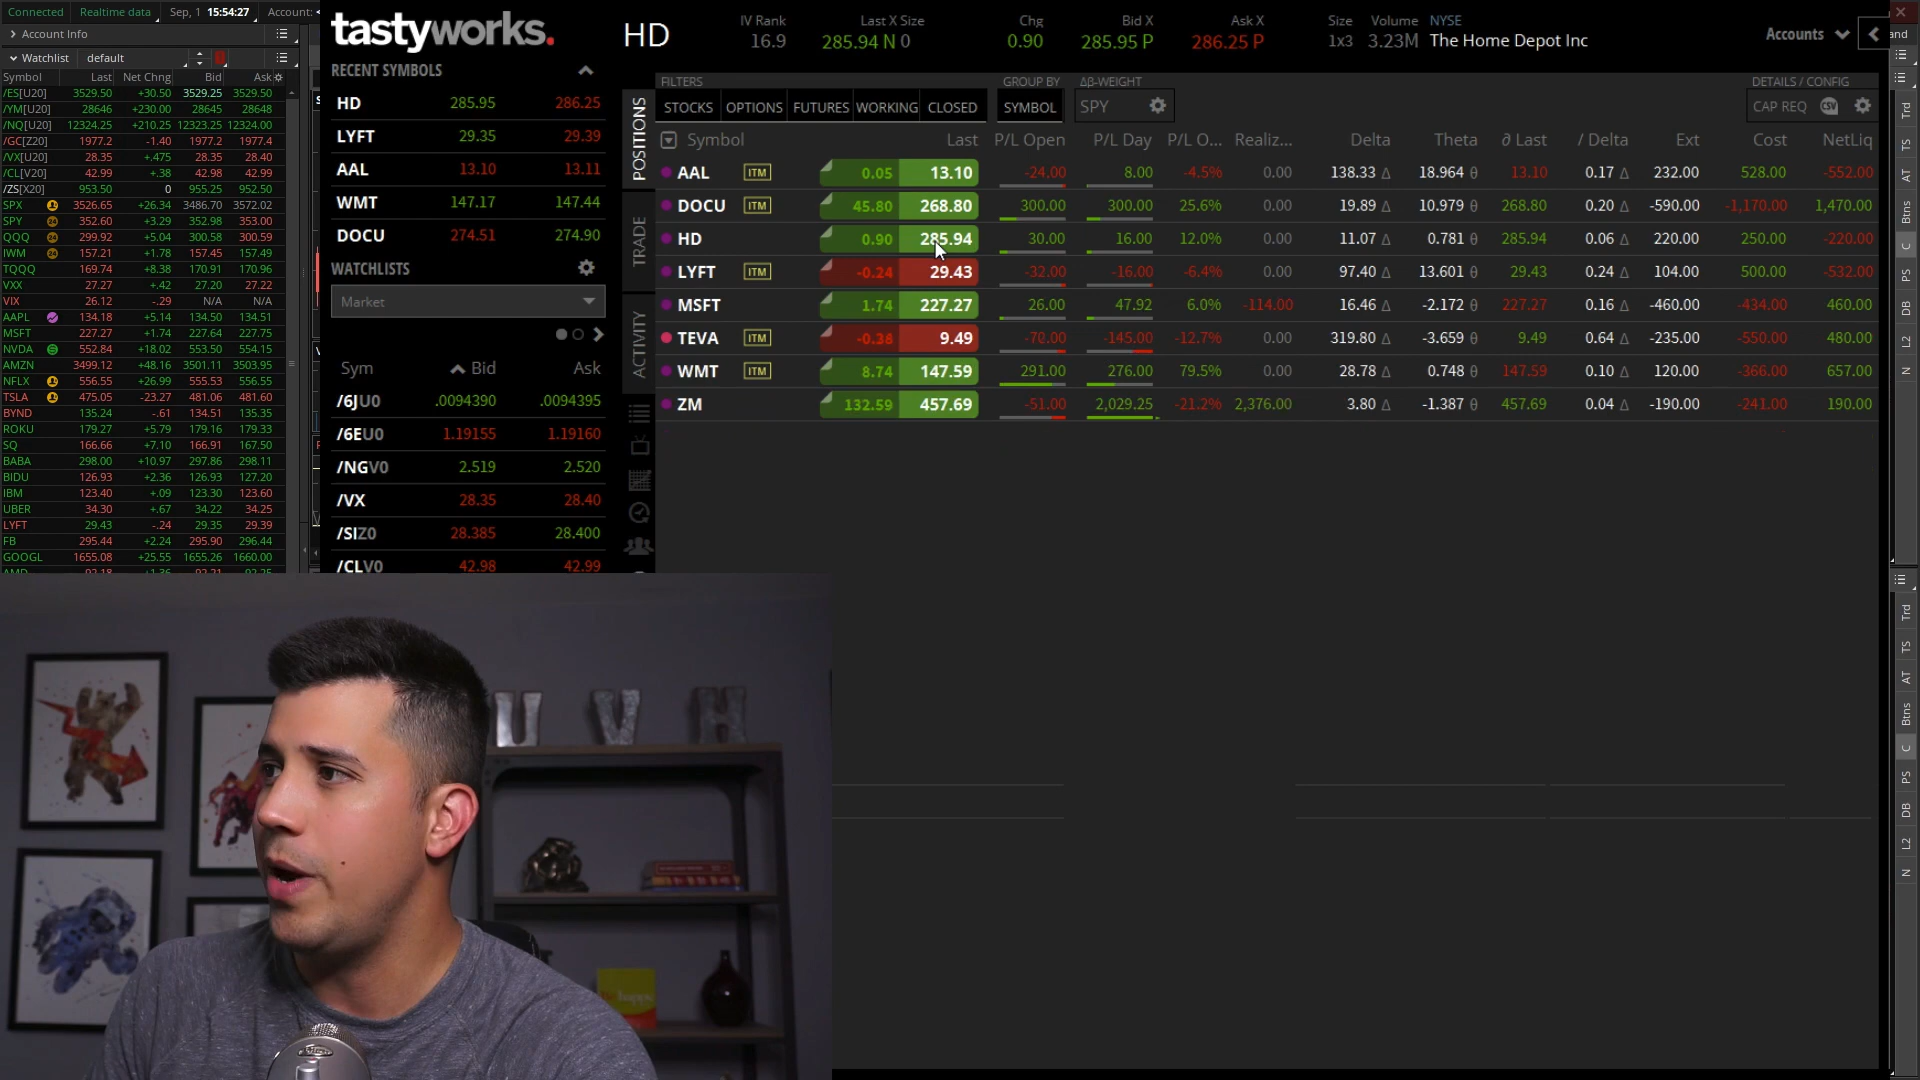 Connected Realtime data Sep, 1 15:54:27 Account:
Account Info
Watchlist default
Symbol Last Net Chng Bid Ask
/ES[U20] 3529.50 +30.50 3529.25 3529.50
/YM[U20] 28646 +230.00 28645 28648
/NQ[U20] 12324.25 +210.25 12323.25 12324.00
/GC[Z20] 1977.2 -1.40 1977.2 1977.4
/VX[U20] 28.35 +.475 28.35 28.40
/CL[V20] 42.99 +.38 42.98 42.99
/ZS[X20] 953.50 0 955.25 952.50
SPX 3526.65 +26.34 3486.70 3572.02
SPY 352.60 +3.29 352.98 353.00
QQQ 299.92 +5.04 300.58 300.59
IWM 157.21 +1.78 157.45 157.49
TQQQ 169.74 +8.38 170.91 170.96
VXX 27.27 +.42 27.20 27.22
VIX 26.12 -.29 N/A N/A
AAPL 134.18 +5.14 134.50 134.51
MSFT 227.27 +1.74 227.64 227.75
NVDA 552.84 +18.02 553.50 554.15
AMZN 3499.12 +48.16 3501.11 3503.95
NFLX 556.55 +26.99 555.53 556.55
TSLA 475.05 -23.27 481.06 481.60
BYND 135.24 -.61 134.51 135.35
ROKU 179.27 +5.79 179.16 179.33
SQ 166.66 +7.10 166.91 167.50
BABA 298.00 +10.97 297.86 298.11
BIDU 126.93 +2.36 126.93 127.20
IBM 123.40 +.09 123.30 123.60
UBER 34.30 +.67 34.22 34.25
LYFT 29.43 -.24 29.35 29.39
FB 295.44 +2.24 295.90 296.44
GOOGL 1655.08 +25.55 1655.26 1660.00
tastyworks.
RECENT SYMBOLS
HD 285.95 286.25
LYFT 29.35 29.39
AAL 13.10 13.11
WMT 147.17 147.44
DOCU 274.51 274.90
WATCHLISTS
Market
Sym Bid Ask
/6JU0 .0094390 .0094395
/6EU0 1.19155 1.19160
/NGV0 2.519 2.520
/VX 28.35 28.40
/SIZ0 28.385 28.400
/CLV0 42.98 42.99
POSITIONS
TRADE
ACTIVITY
HD
IV Rank Last X Size Chg Bid X Ask X Size Volume NYSE
16.9 285.94 N 0 0.90 285.95 P 286.25 P 1x3 3.23M The Home Depot Inc
Accounts
FILTERS GROUP BY Δβ-WEIGHT DETAILS / CONFIG
STOCKS OPTIONS FUTURES WORKING CLOSED SYMBOL SPY CAP REQ CSV
Symbol Last P/L Open P/L Day P/L O... Realiz... Delta Theta ∂ Last / Delta Ext Cost NetLiq
AAL ITM 0.05 13.10 -24.00 8.00 -4.5% 0.00 138.33 Δ 18.964 θ 13.10 0.17 Δ 232.00 528.00 -552.00
DOCU ITM 45.80 268.80 300.00 300.00 25.6% 0.00 19.89 Δ 10.979 θ 268.80 0.20 Δ -590.00 -1,170.00 1,470.00
HD 0.90 285.94 30.00 16.00 12.0% 0.00 11.07 Δ 0.781 θ 285.94 0.06 Δ 220.00 250.00 -220.00
LYFT ITM -0.24 29.43 -32.00 -16.00 -6.4% 0.00 97.40 Δ 13.601 θ 29.43 0.24 Δ 104.00 500.00 -532.00
MSFT 1.74 227.27 26.00 47.92 6.0% -114.00 16.46 Δ -2.172 θ 227.27 0.16 Δ -460.00 -434.00 460.00
TEVA ITM -0.38 9.49 -70.00 -145.00 -12.7% 0.00 319.80 Δ -3.659 θ 9.49 0.64 Δ -235.00 -550.00 480.00
WMT ITM 8.74 147.59 291.00 276.00 79.5% 0.00 28.78 Δ 0.748 θ 147.59 0.10 Δ 120.00 -366.00 657.00
ZM 132.59 457.69 -51.00 2,029.25 -21.2% 2,376.00 3.80 Δ -1.387 θ 457.69 0.04 Δ -190.00 -241.00 190.00
and
Trd
TS
AT
Btns
C
PS
DB
L2
N
Trd
TS
AT
Btns
C
PS
DB
L2
N
U V H